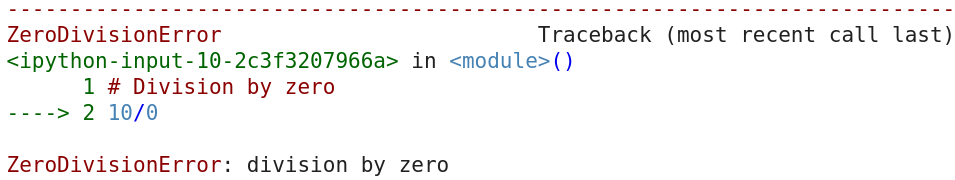 ---------------------------------------------------------------------------
ZeroDivisionError                         Traceback (most recent call last)
<ipython-input-10-2c3f3207966a> in <module>()
      1 # Division by zero
----> 2 10/0

ZeroDivisionError: division by zero